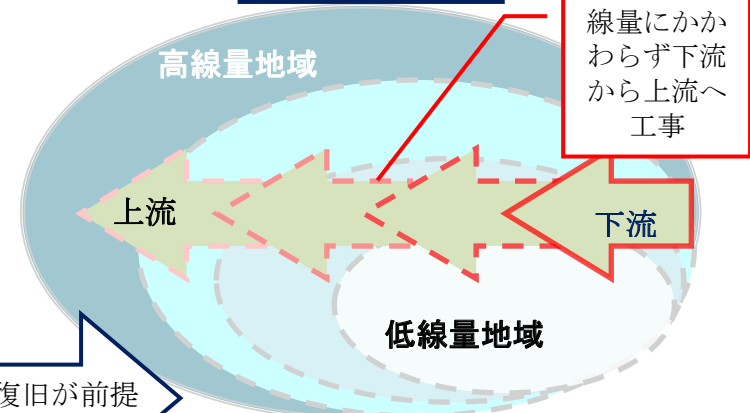 高線量地域
線量にかか
わらず下流
から上流へ
工事
上流
下流
低線量地域
復旧が前提